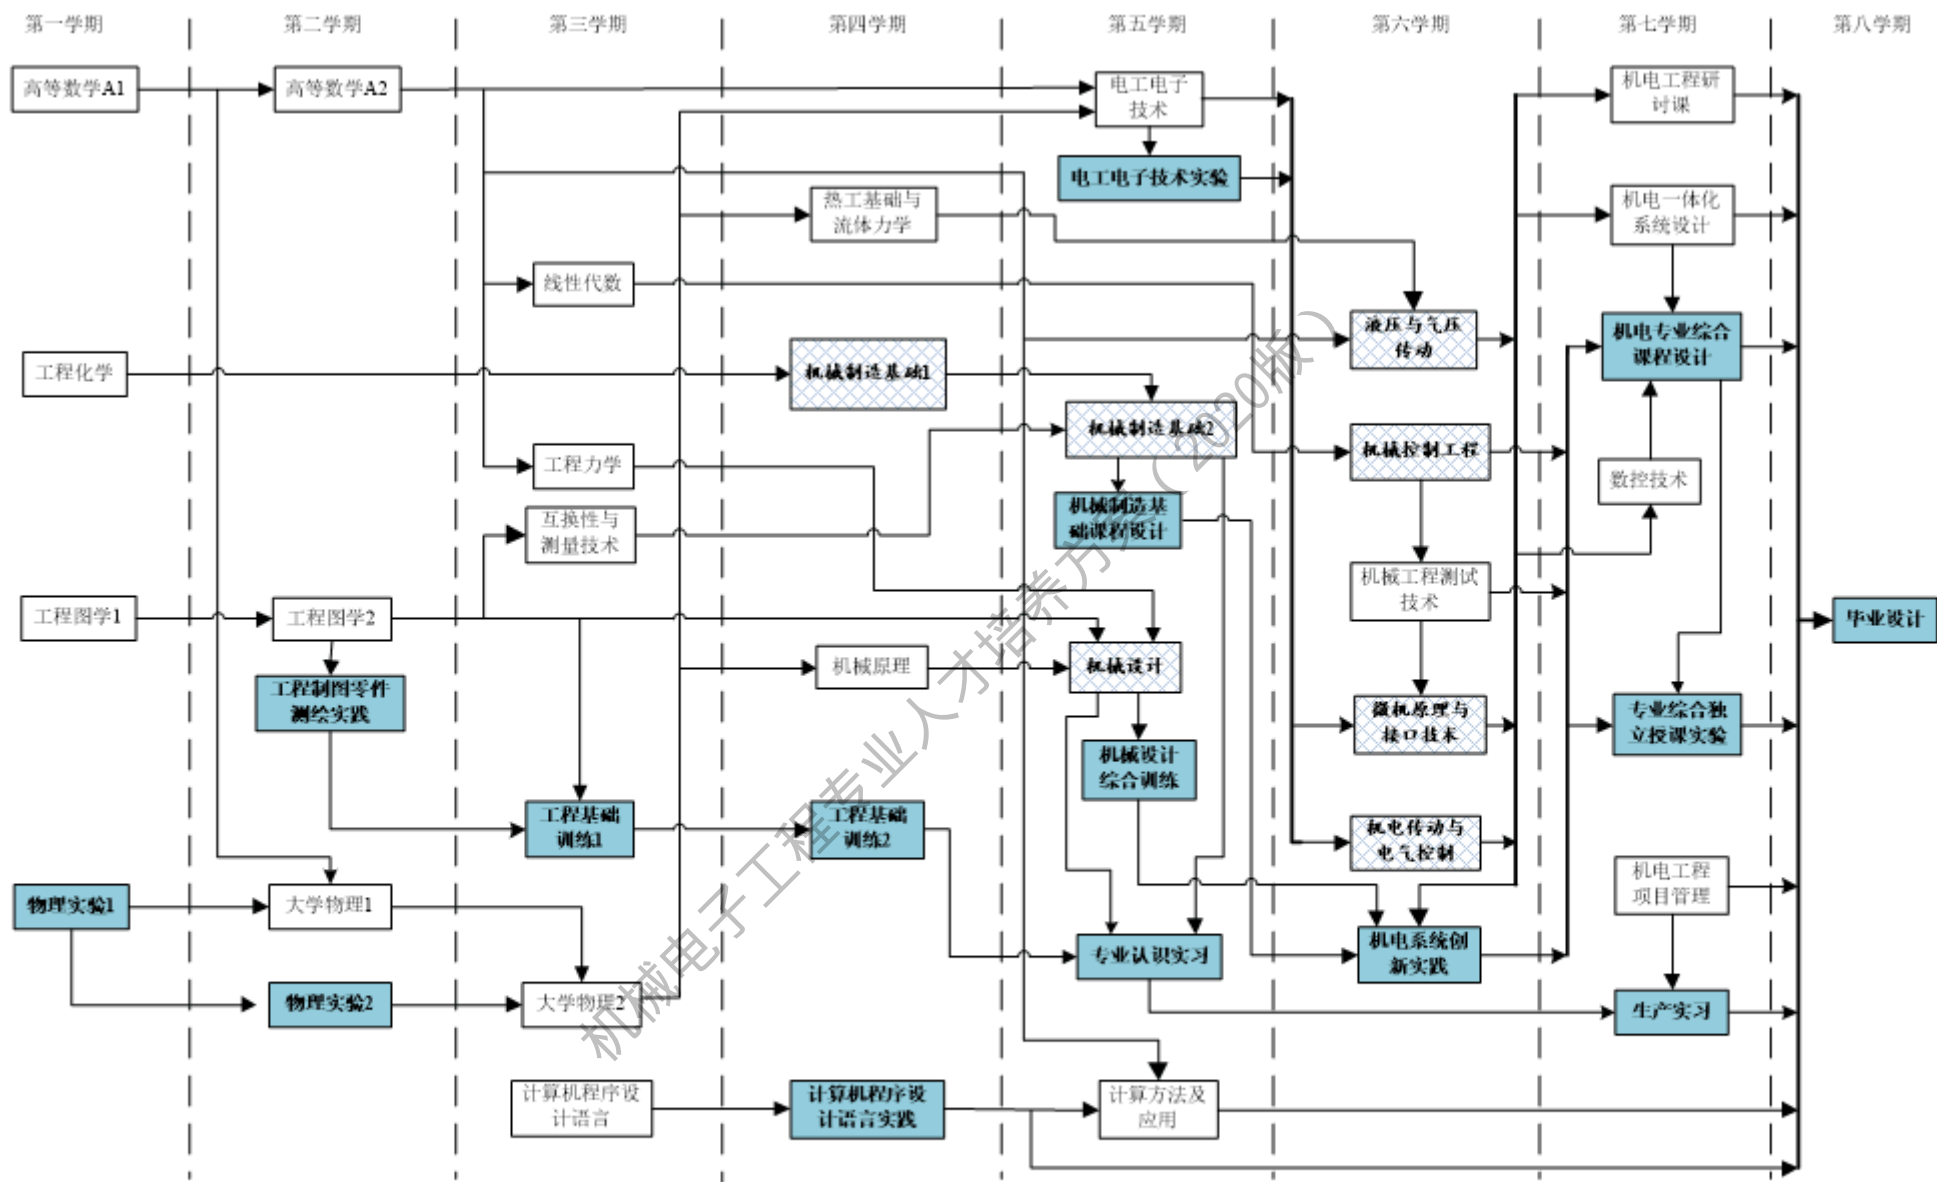 第一学期
第二学期
第三学期
第四学期
第五学期
第六学期
第七学期
第八学期
高等数学A1
高等数学A2
电工电子
技术
机电工程研
讨课
电工电子技术实验
热工基础与
流体力学
机电一体化
系统设计
线性代数
液压与气压
传动
机电专业综合
课程设计
工程化学
机械制造基础1
机械制造基础2
机械控制工程
工程力学
数控技术
互换性与
测量技术
机械制造基
础课程设计
机械工程测试
技术
工程图学1
工程图学2
毕业设计
机械原理
机械设计
工程制图零件
测绘实践
微机原理与
接口技术
专业综合独
立授课实验
机械设计
综合训练
工程基础
训练1
工程基础
训练2
机电传动与
电气控制
机电工程
项目管理
物理实验1
大学物理1
专业认识实习
机电系统创
新实践
物理实验2
大学物理2
生产实习
计算机程序设
计语言
计算机程序设
计语言实践
计算方法及
应用
机械电子工程专业人才培养方案（2020版）